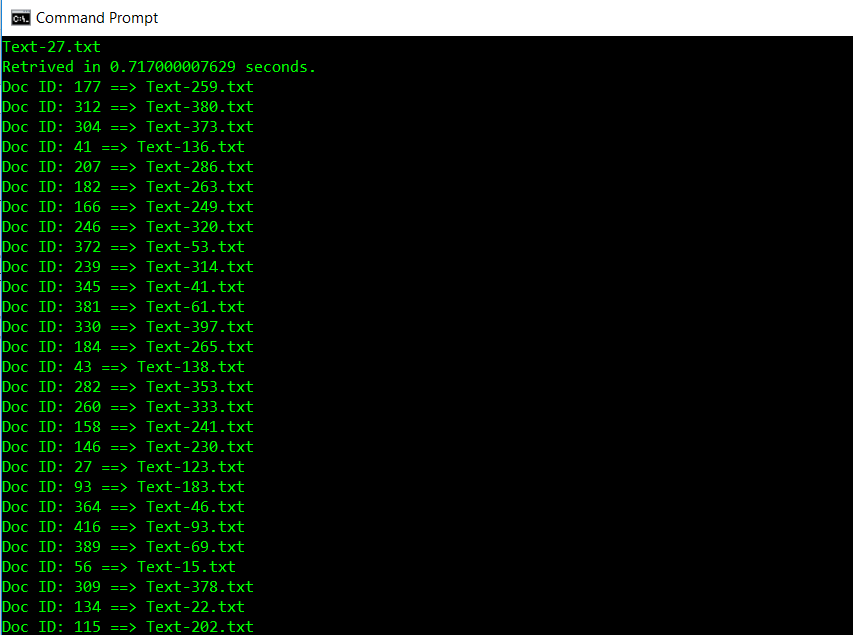 Command Prompt
Text-27.txt
Retrived in 0.717000007629 seconds.
Doc ID: 177 ==> Text-259.txt
Doc ID: 312 ==> Text-380.txt
Doc ID: 304 ==> Text-373.txt
Doc ID: 41 ==> Text-136.txt
Doc ID: 207 ==> Text-286.txt
Doc ID: 182 ==> Text-263.txt
Doc ID: 166 ==> Text-249.txt
Doc ID: 246 ==> Text-320.txt
Doc ID: 372 ==> Text-53.txt
Doc ID: 239 ==> Text-314.txt
Doc ID: 345 ==> Text-41.txt
Doc ID: 381 ==> Text-61.txt
Doc ID: 330 ==> Text-397.txt
Doc ID: 184 ==> Text-265.txt
Doc ID: 43 ==> Text-138.txt
Doc ID: 282 ==> Text-353.txt
Doc ID: 260 ==> Text-333.txt
Doc ID: 158 ==> Text-241.txt
Doc ID: 146 ==> Text-230.txt
Doc ID: 27 ==> Text-123.txt
Doc ID: 93 ==> Text-183.txt
Doc ID: 364 ==> Text-46.txt
Doc ID: 416 ==> Text-93.txt
Doc ID: 389 ==> Text-69.txt
Doc ID: 56 ==> Text-15.txt
Doc ID: 309 ==> Text-378.txt
Doc ID: 134 ==> Text-22.txt
Doc ID: 115 ==> Text-202.txt